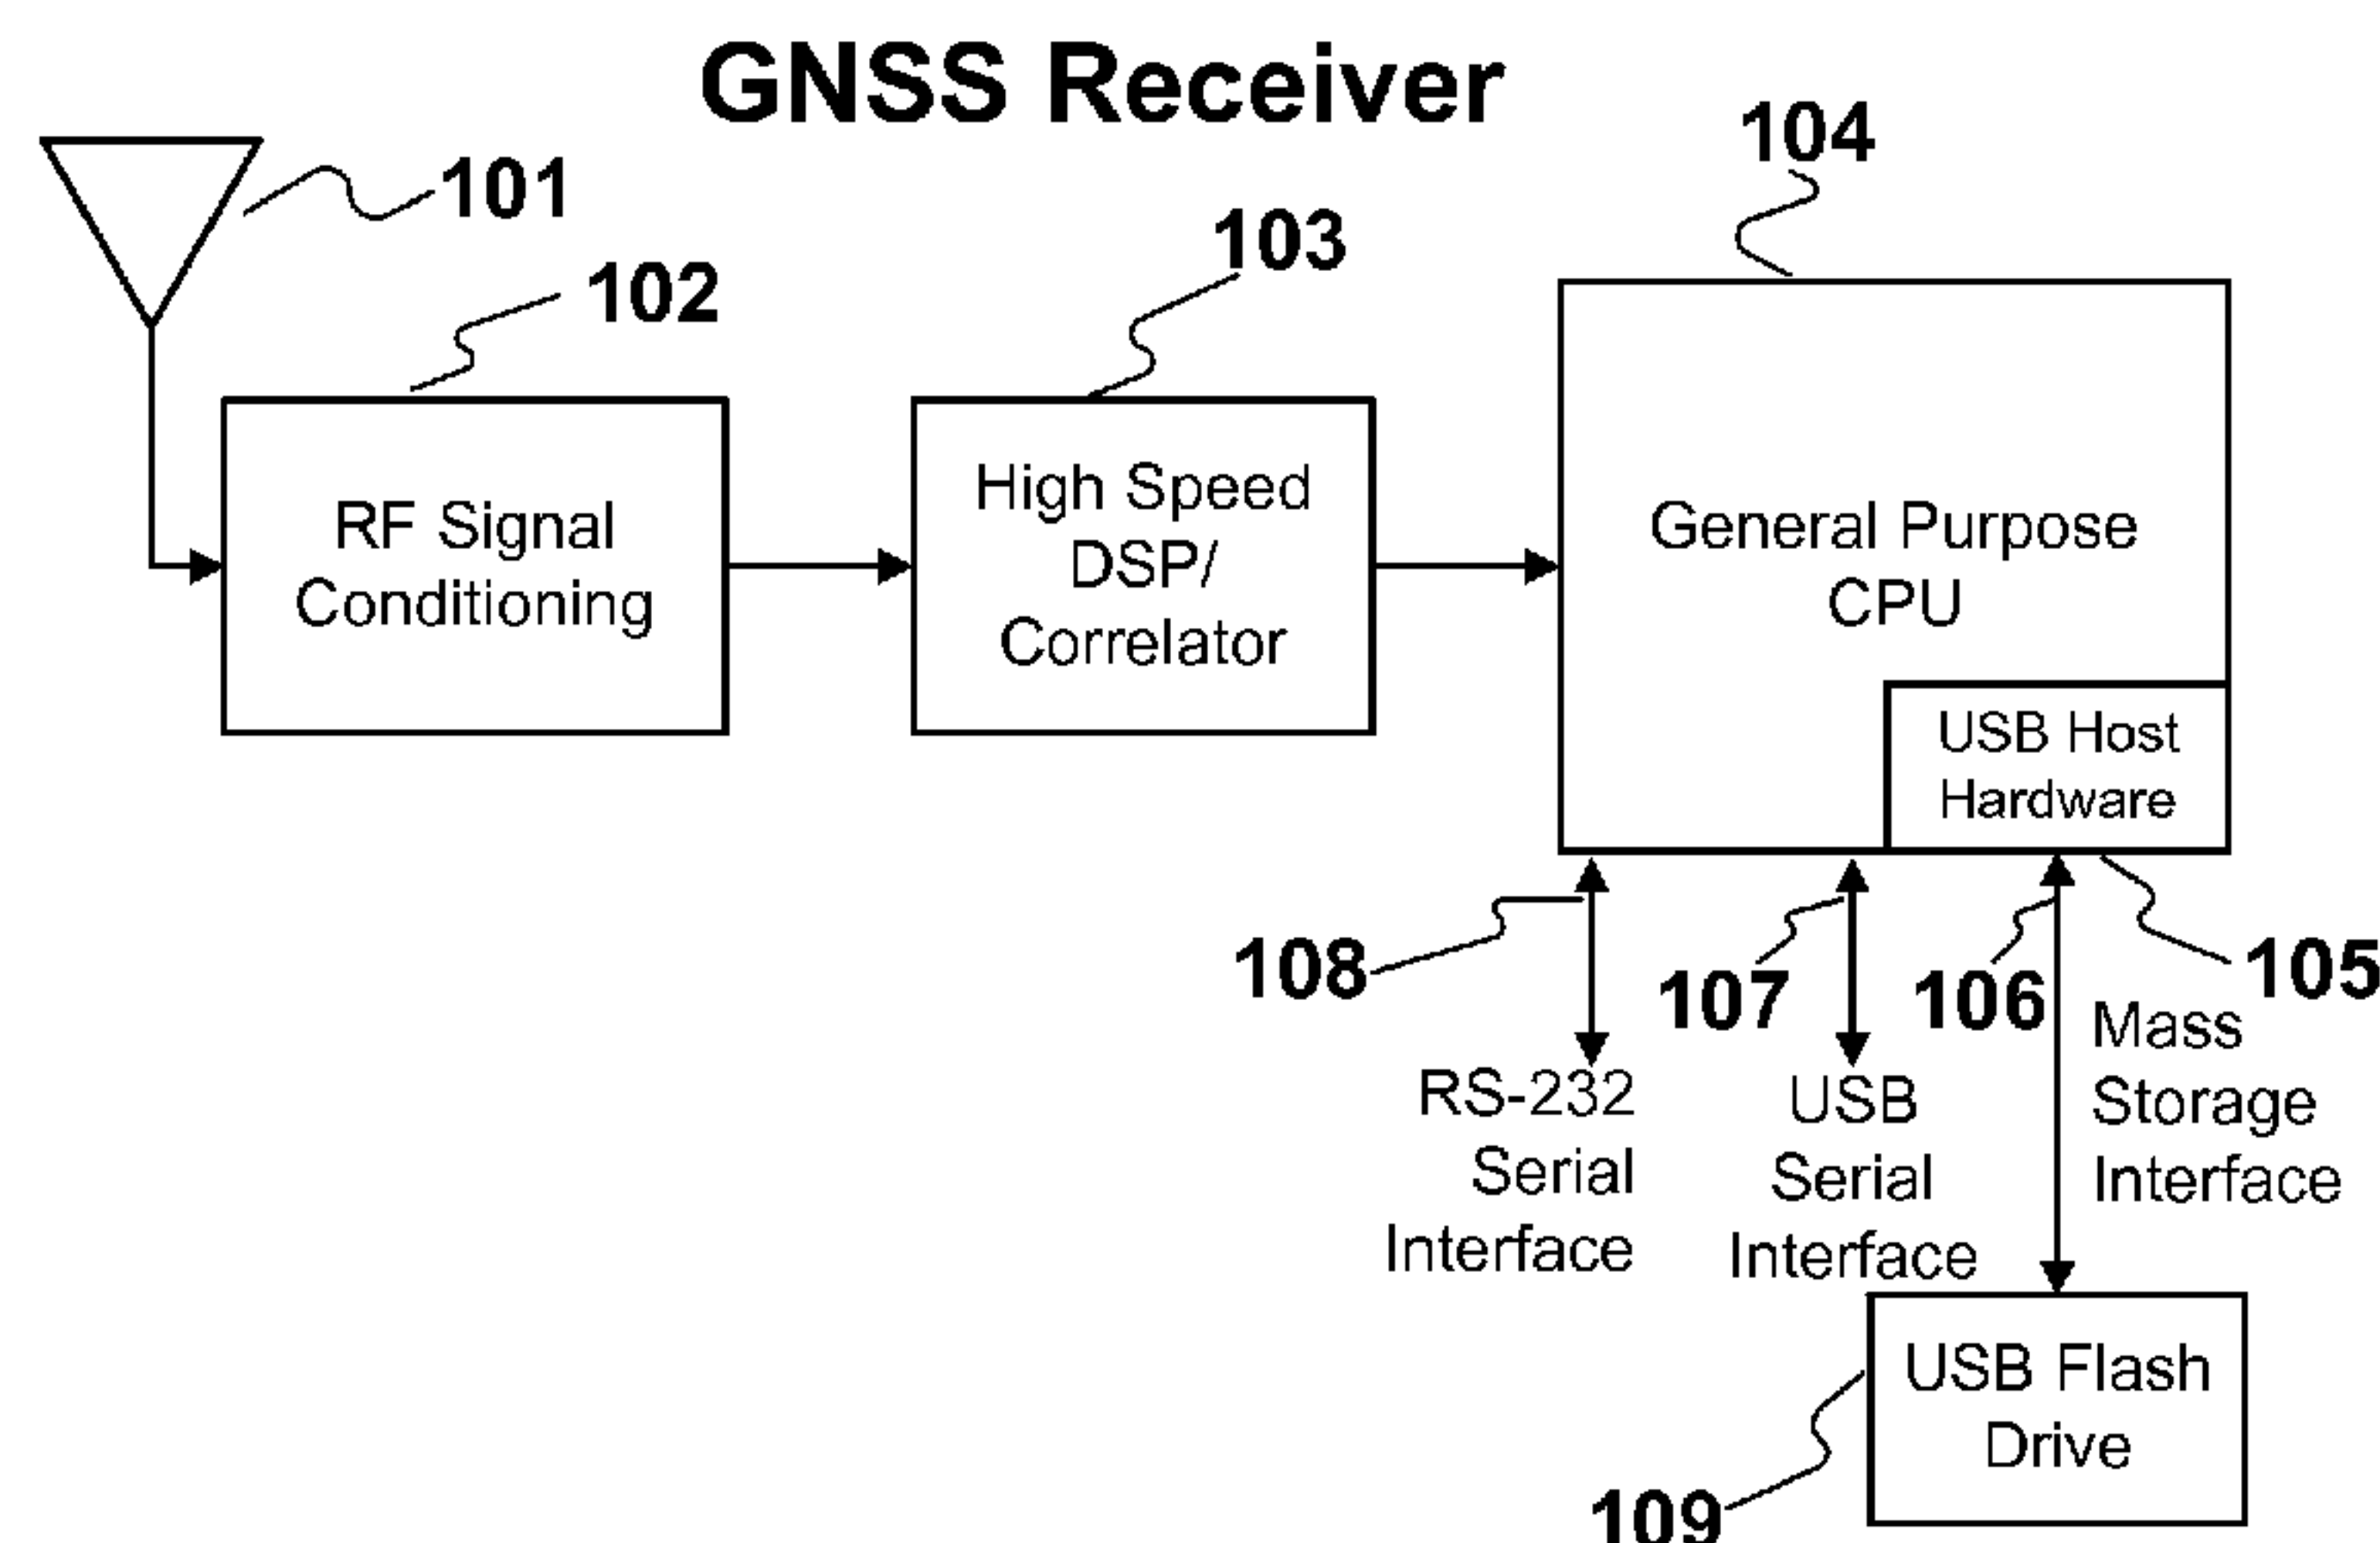 GNSS Receiver
101
102
103
104
RF Signal
Conditioning
High Speed
DSP/
Correlator
General Purpose
CPU
USB Host
Hardware
108
107
106
105
RS-232
Serial
Interface
USB
Serial
Interface
Mass
Storage
Interface
USB Flash
Drive
109